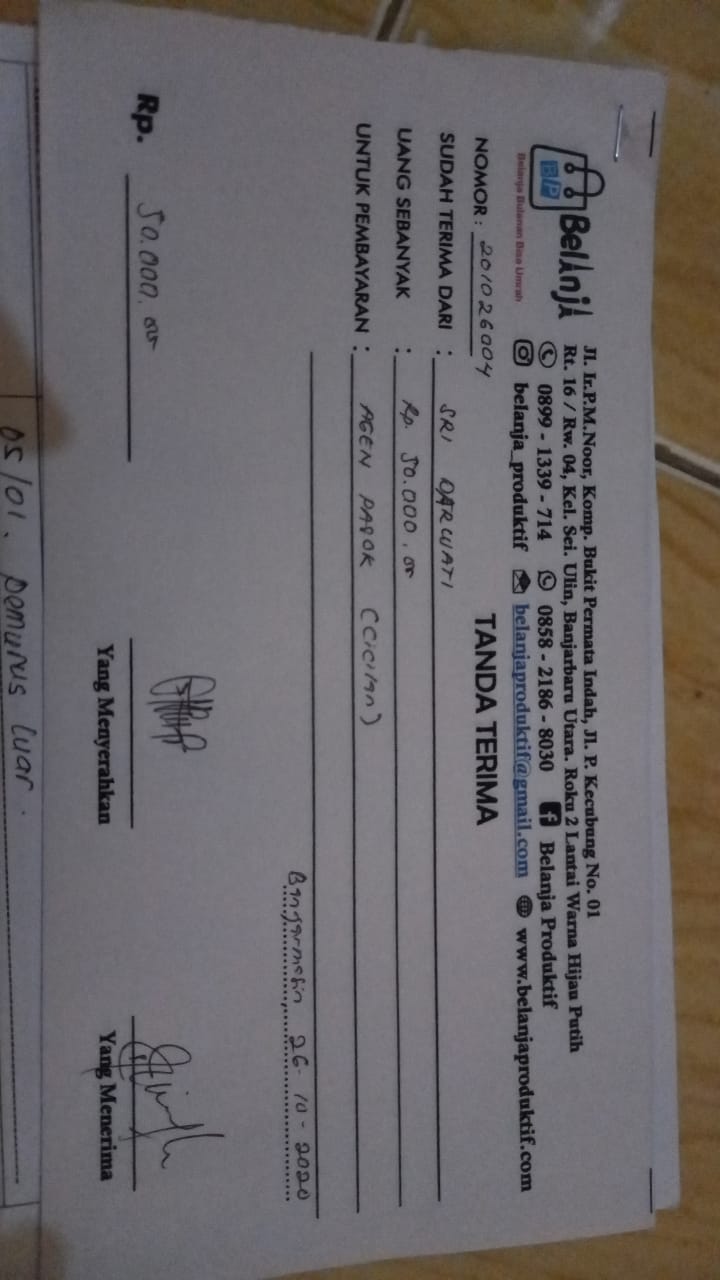 BelAnjA
BP
Belanja Bulanan Bisa Umrah
Jl. Ir.P.M.Noor, Komp. Bukit Permata Indah, Jl. P. Kecubung No. 01
Rt. 16 / Rw. 04, Kel. Sei. Ulin, Banjarbaru Utara. Roku 2 Lantai Warna Hijau Putih
0899 - 1339 - 714 0858 - 2186 - 8030 Belanja Produktif
belanja_produktif belanjaproduktif@gmail.com www.belanjaproduktif.com
TANDA TERIMA
NOMOR : 201026004
SUDAH TERIMA DARI : SRI DARWATI
UANG SEBANYAK : Rp. 50.000,00
UNTUK PEMBAYARAN : AGEN PASOK (Cicilan)
Banjarmasin 26-10-2020
Rp. 50.000,00
Yang Menyerahkan Yang Menerima
05/01. Pemurus Luar.